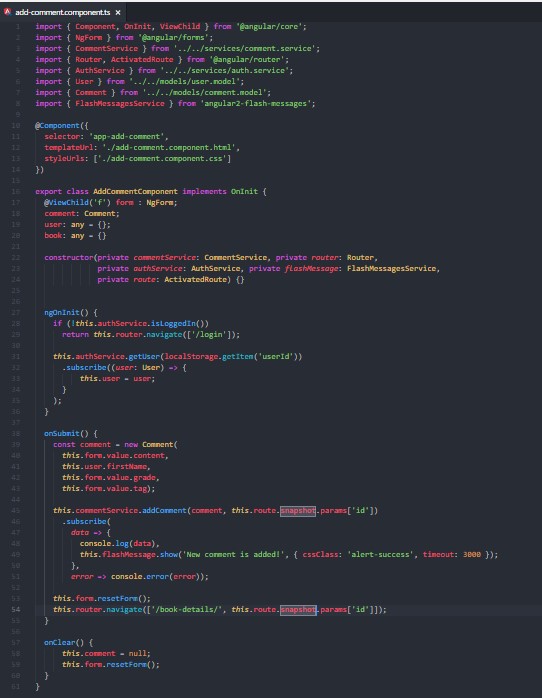 add-comment.component.ts ×
1 import { Component, OnInit, ViewChild } from '@angular/core';
2 import { NgForm } from '@angular/forms';
3 import { CommentService } from '../../services/comment.service';
4 import { Router, ActivatedRoute } from '@angular/router';
5 import { AuthService } from '../../services/auth.service';
6 import { User } from '../../models/user.model';
7 import { Comment } from '../../models/comment.model';
8 import { FlashMessagesService } from 'angular2-flash-messages';
9
10 @Component({
11 selector: 'app-add-comment',
12 templateUrl: './add-comment.component.html',
13 styleUrls: ['./add-comment.component.css']
14 })
15
16 export class AddCommentComponent implements OnInit {
17 @ViewChild('f') form : NgForm;
18 comment: Comment;
19 user: any = {};
20 book: any = {}
21
22 constructor(private commentService: CommentService, private router: Router,
23 private authService: AuthService, private flashMessage: FlashMessagesService,
24 private route: ActivatedRoute) {}
25
26
27 ngOnInit() {
28 if (!this.authService.isLoggedIn())
29 return this.router.navigate(['/login']);
30
31 this.authService.getUser(localStorage.getItem('userId'))
32 .subscribe((user: User) => {
33 this.user = user;
34 }
35 );
36 }
37
38 onSubmit() {
39 const comment = new Comment(
40 this.form.value.content,
41 this.user.firstName,
42 this.form.value.grade,
43 this.form.value.tag);
44
45 this.commentService.addComment(comment, this.route.snapshot.params['id'])
46 .subscribe(
47 data => {
48 console.log(data),
49 this.flashMessage.show('New comment is added!', { cssClass: 'alert-success', timeout: 3000 });
50 },
51 error => console.error(error));
52
53 this.form.resetForm();
54 this.router.navigate(['/book-details/', this.route.snapshot.params['id']]);
55 }
56
57 onClear() {
58 this.comment = null;
59 this.form.resetForm();
60 }
61 }